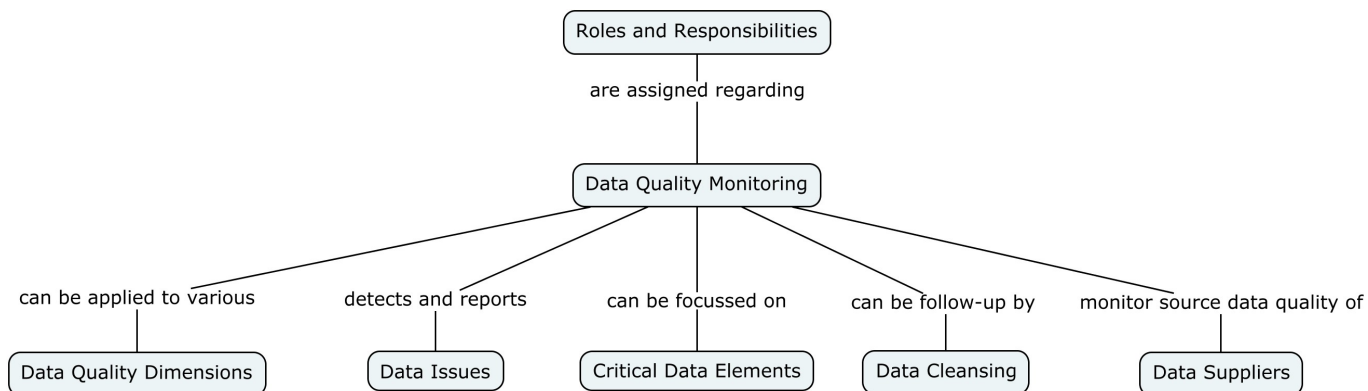 Roles and Responsibilities
are assigned regarding
Data Quality Monitoring
can be applied to various
detects and reports
can be focussed on
can be follow-up by
monitor source data quality of
Data Quality Dimensions
Data Issues
Critical Data Elements
Data Cleansing
Data Suppliers